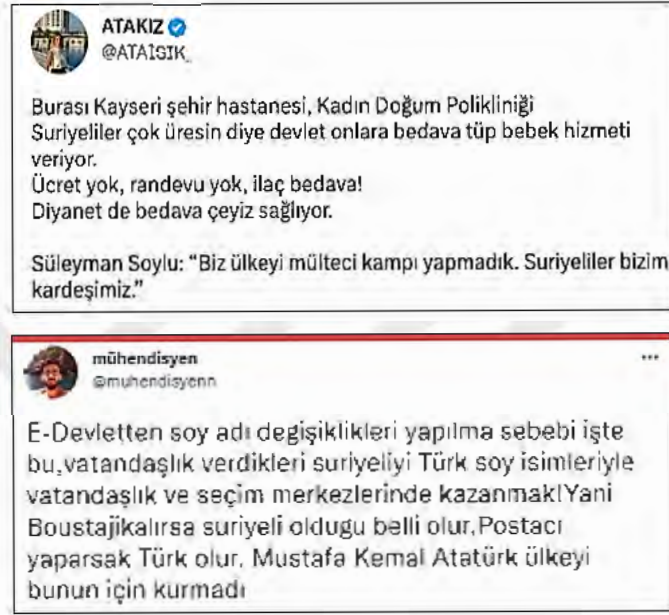 ATAKIZ
@ATAISIK_
Burası Kayseri şehir hastanesi, Kadın Doğum Polikliniği
Suriyeliler çok üresin diye devlet onlara bedava tüp bebek hizmeti
veriyor.
Ücret yok, randevu yok, ilaç bedava!
Diyanet de bedava çeyiz sağlıyor.
Süleyman Soylu: “Biz ülkeyi mülteci kampı yapmadık. Suriyeliler bizim
kardeşimiz.”
mühendisyen
@muhendisyenn
E-Devletten soy adı degişiklikleri yapılma sebebi işte
bu,vatandaşlık verdikleri suriyeliyi Türk soy isimleriyle
vatandaşlık ve seçim merkezlerinde kazanmak!Yani
Boustajikalırsa suriyeli oldugu belli olur,Postacı
yaparsak Türk olur, Mustafa Kemal Atatürk ülkeyi
bunun için kurmadı